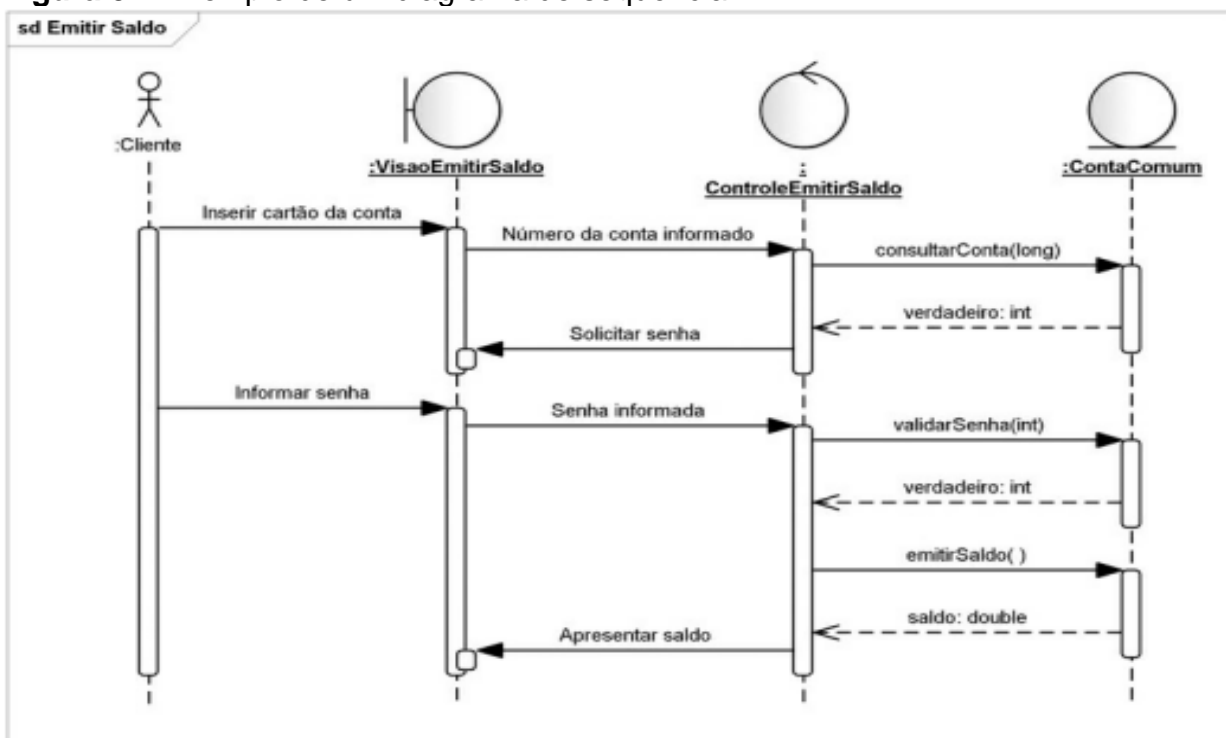 sd Emitir Saldo
:Cliente
:VisaoEmitirSaldo
:
ControleEmitirSaldo
:ContaComum
Inserir cartão da conta
Número da conta informado
consultarConta(long)
verdadeiro: int
Solicitar senha
Informar senha
Senha informada
validarSenha(int)
verdadeiro: int
emitirSaldo( )
saldo: double
Apresentar saldo